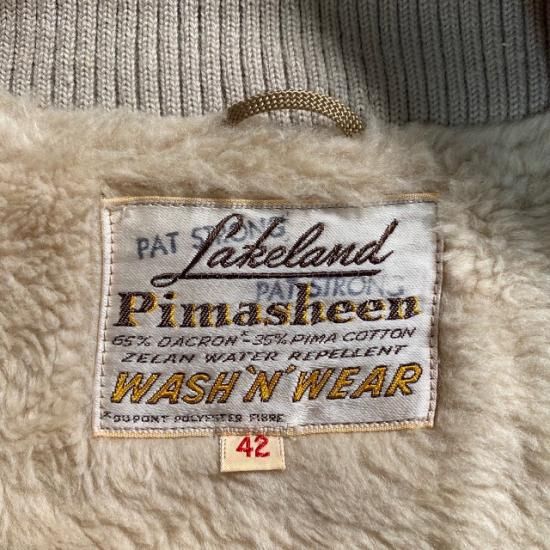 PAT STRONG
Lakeland
PAT STRONG
Pimasheen
65% DACRON*-35% PIMA COTTON
ZELAN WATER REPELLENT
WASH 'N' WEAR
*DUPONT POLYESTER FIBRE
42